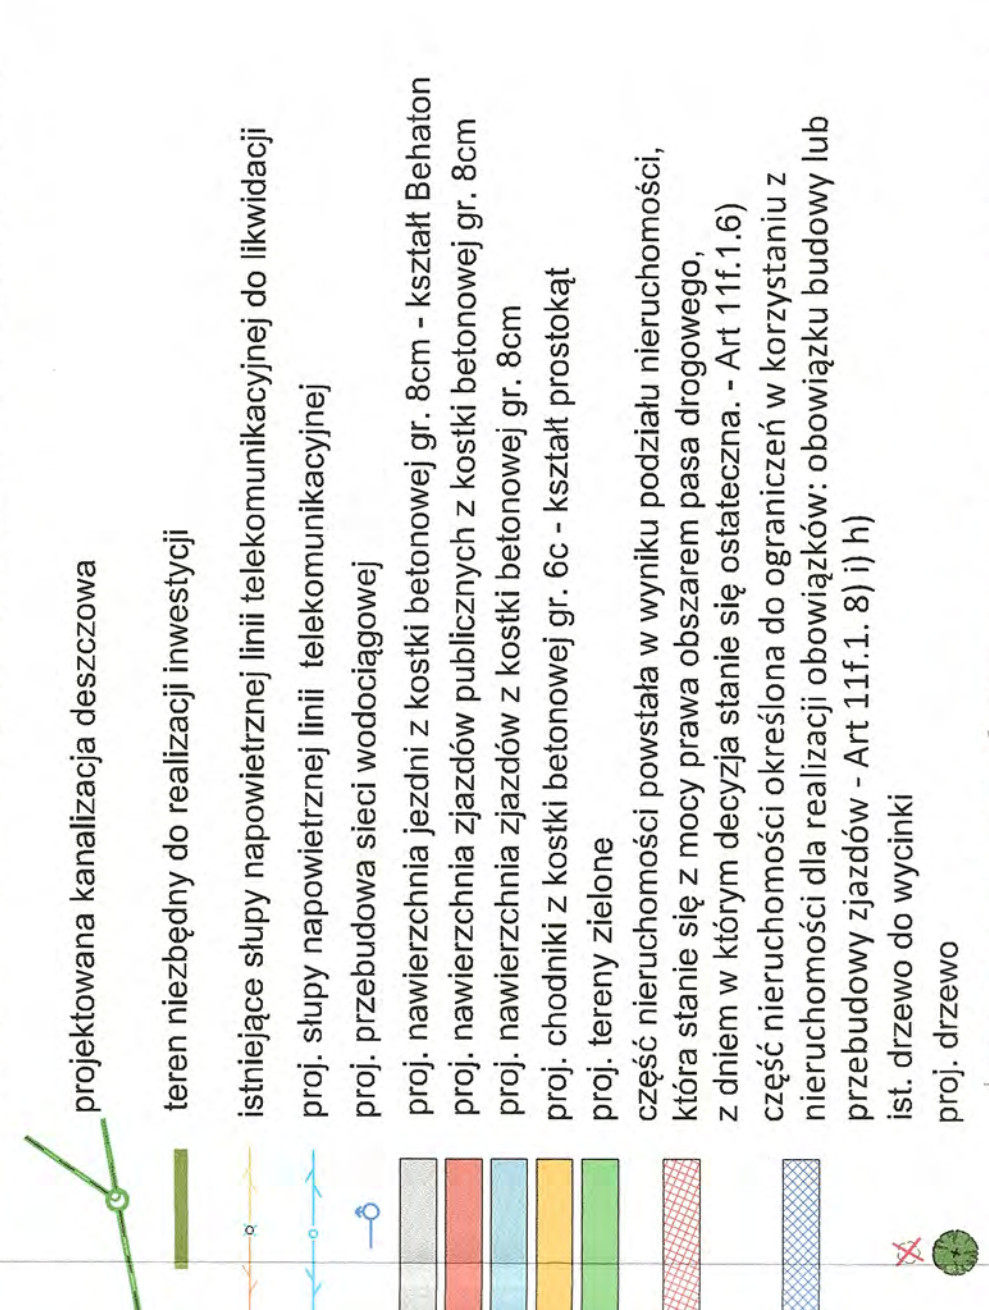 projektowana kanalizacja deszczowa
teren niezbędny do realizacji inwestycji
istniejące słupy napowietrznej linii telekomunikacyjnej do likwidacji
proj. słupy napowietrznej linii telekomunikacyjnej
proj. przebudowa sieci wodociągowej
proj. nawierzchnia jezdni z kostki betonowej gr. 8cm - kształt Behaton
proj. nawierzchnia zjazdów publicznych z kostki betonowej gr. 8cm
proj. nawierzchnia zjazdów z kostki betonowej gr. 8cm
proj. chodniki z kostki betonowej gr. 6c - kształt prostokąt
proj. tereny zielone
część nieruchomości powstała w wyniku podziału nieruchomości,
która stanie się z mocy prawa obszarem pasa drogowego,
z dniem w którym decyzja stanie się ostateczna. - Art 11f.1.6)
część nieruchomości określona do ograniczeń w korzystaniu z
nieruchomości dla realizacji obowiązków: obowiązku budowy lub
przebudowy zjazdów - Art 11f.1. 8) i) h)
ist. drzewo do wycinki
proj. drzewo